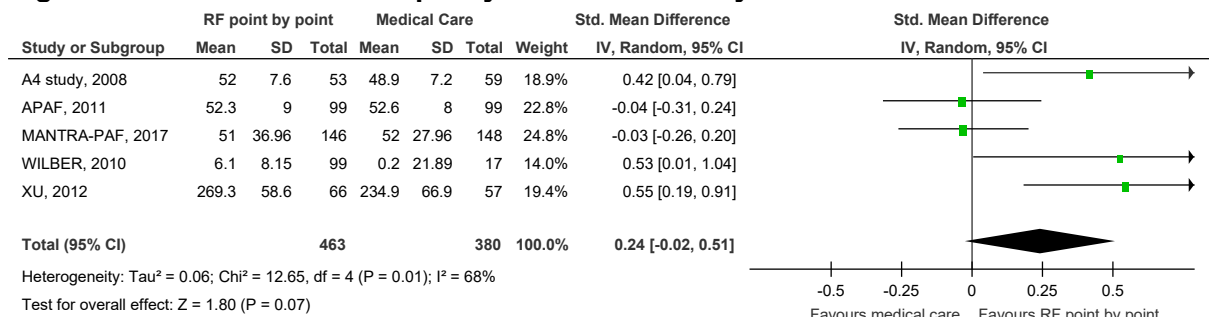 RF point by point Medical Care Std. Mean Difference Std. Mean Difference
Study or Subgroup Mean SD Total Mean SD Total Weight IV, Random, 95% CI IV, Random, 95% CI
A4 study, 2008 52 7.6 53 48.9 7.2 59 18.9% 0.42 [0.04, 0.79]
APAF, 2011 52.3 9 99 52.6 8 99 22.8% -0.04 [-0.31, 0.24]
MANTRA-PAF, 2017 51 36.96 146 52 27.96 148 24.8% -0.03 [-0.26, 0.20]
WILBER, 2010 6.1 8.15 99 0.2 21.89 17 14.0% 0.53 [0.01, 1.04]
XU, 2012 269.3 58.6 66 234.9 66.9 57 19.4% 0.55 [0.19, 0.91]
Total (95% CI) 463 380 100.0% 0.24 [-0.02, 0.51]
Heterogeneity: Tau² = 0.06; Chi² = 12.65, df = 4 (P = 0.01); I² = 68%
Test for overall effect: Z = 1.80 (P = 0.07)
-0.5 -0.25 0 0.25 0.5
Favours medical care Favours RF point by point